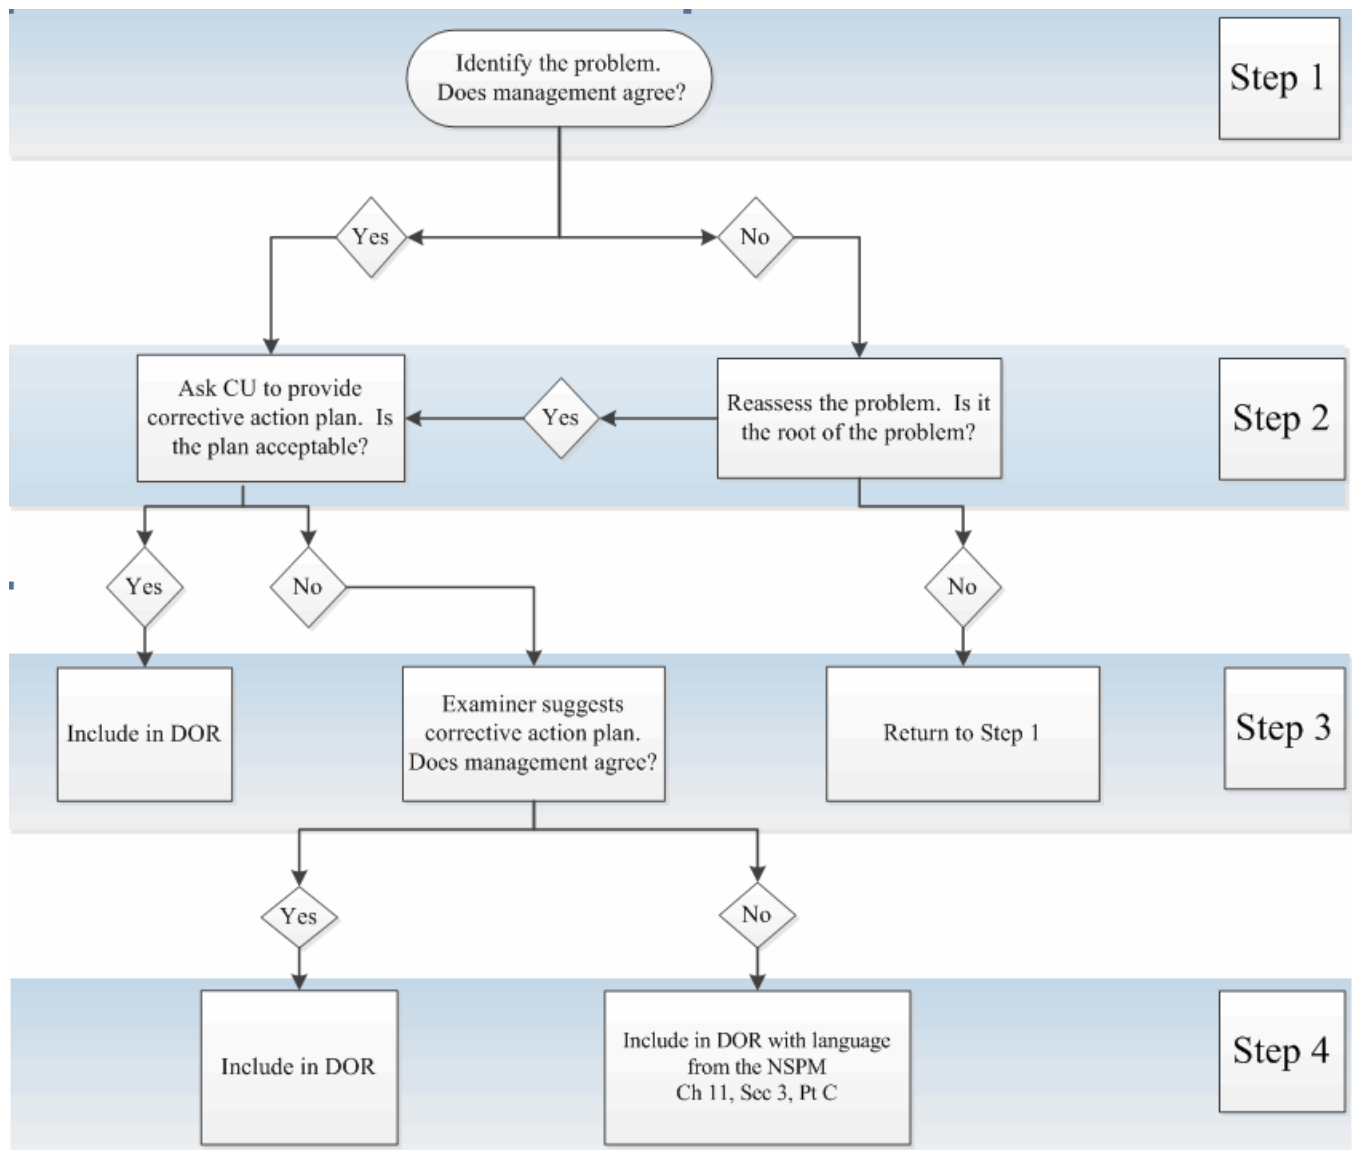 Identify the problem.
Does management agree?
Step 1
Yes
No
Ask CU to provide
corrective action plan.  Is
the plan acceptable?
Yes
Reassess the problem.  Is it
the root of the problem?
Step 2
Yes
No
No
Include in DOR
Examiner suggests
corrective action plan.
Does management agree?
Return to Step 1
Step 3
Yes
No
Include in DOR
Include in DOR with language
from the NSPM
Ch 11, Sec 3, Pt C
Step 4